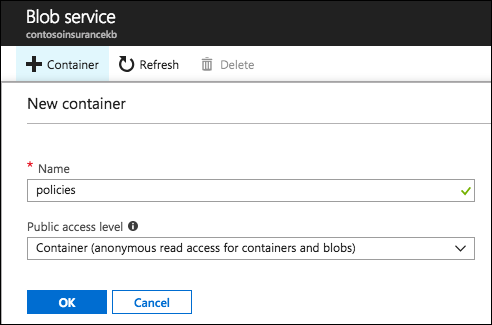 Blob service
contosoinsurancekb
+ Container Refresh Delete
New container
* Name
policies
Public access level
Container (anonymous read access for containers and blobs)
OK Cancel